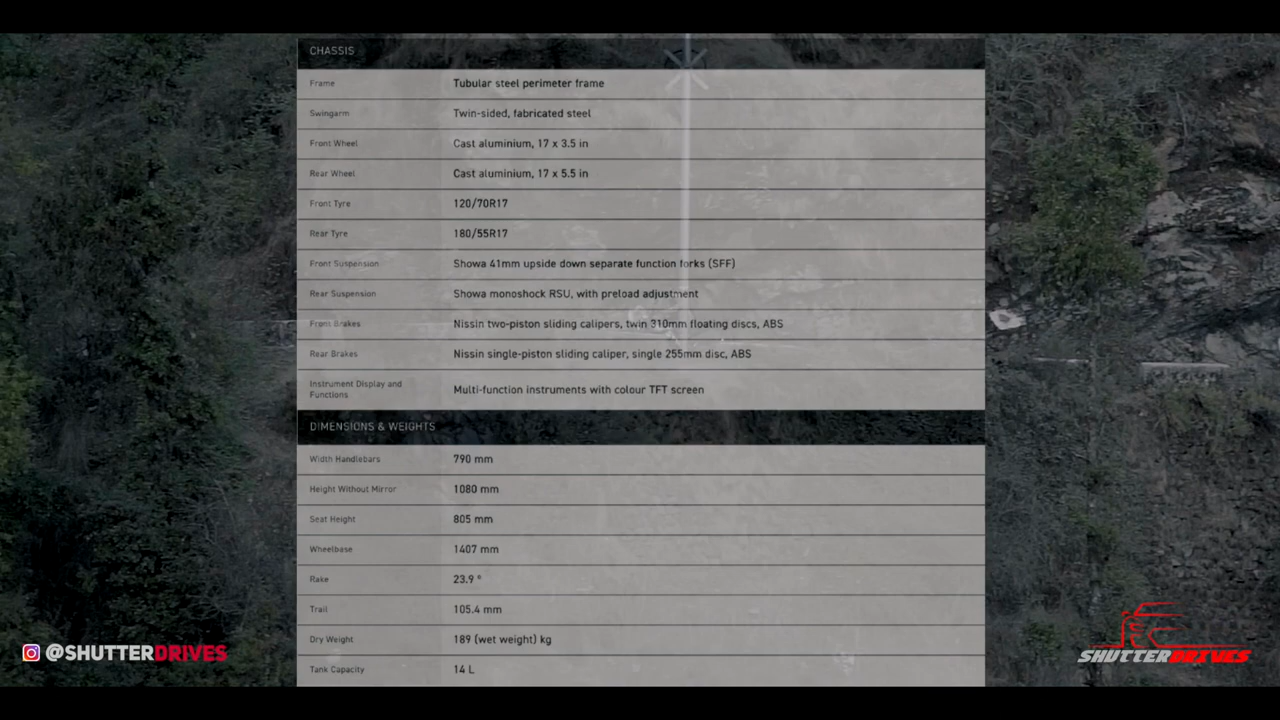 CHASSIS
Frame Tubular steel perimeter frame
Swingarm Twin-sided, fabricated steel
Front Wheel Cast aluminium, 17 x 3.5 in
Rear Wheel Cast aluminium, 17 x 5.5 in
Front Tyre 120/70R17
Rear Tyre 180/55R17
Front Suspension Showa 41mm upside down separate function forks (SFF)
Rear Suspension Showa monoshock RSU, with preload adjustment
Front Brakes Nissin two-piston sliding calipers, twin 310mm floating discs, ABS
Rear Brakes Nissin single-piston sliding caliper, single 255mm disc, ABS
Instrument Display and
Functions Multi-function instruments with colour TFT screen
DIMENSIONS & WEIGHTS
Width Handlebars 790 mm
Height Without Mirror 1080 mm
Seat Height 805 mm
Wheelbase 1407 mm
Rake 23.9 º
Trail 105.4 mm
Dry Weight 189 (wet weight) kg
Tank Capacity 14 L
@SHUTTERDRIVES
SHUTTERDRIVES